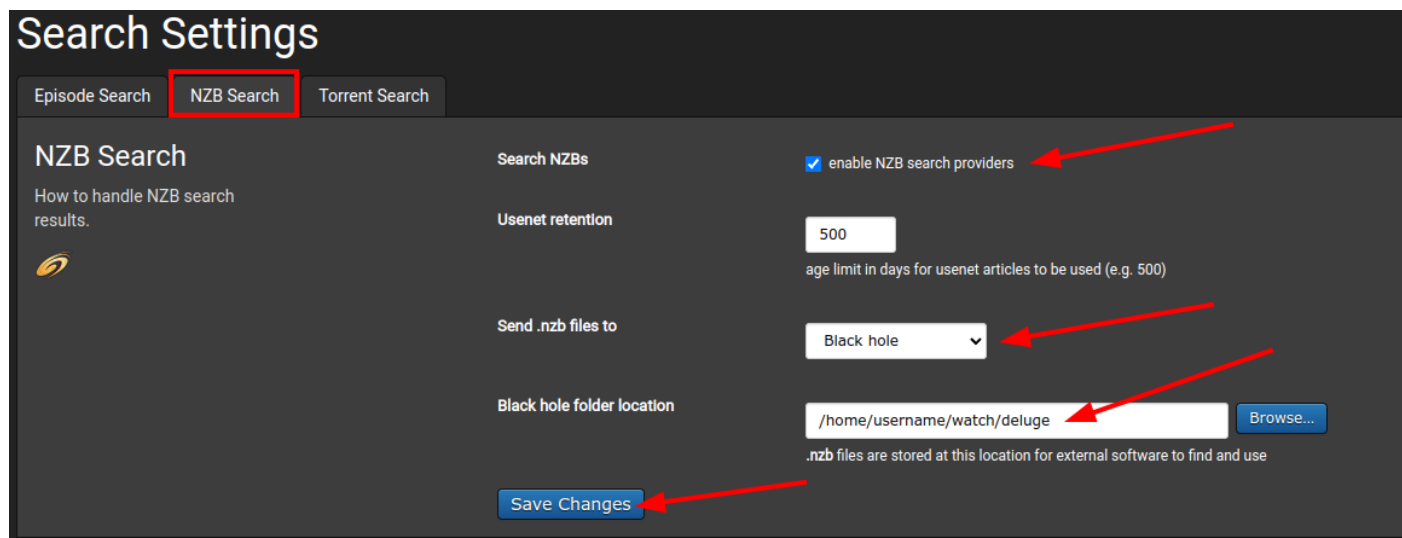 Search Settings
Episode Search
NZB Search
Torrent Search
NZB Search
How to handle NZB search
results.
Search NZBs
enable NZB search providers
Usenet retention
500
age limit in days for usenet articles to be used (e.g. 500)
Send .nzb files to
Black hole
Black hole folder location
/home/username/watch/deluge
Browse...
.nzb files are stored at this location for external software to find and use
Save Changes